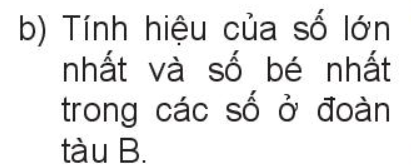 b) Tính hiệu của số lớn
nhất và số bé nhất
trong các số ở đoàn
tàu B.